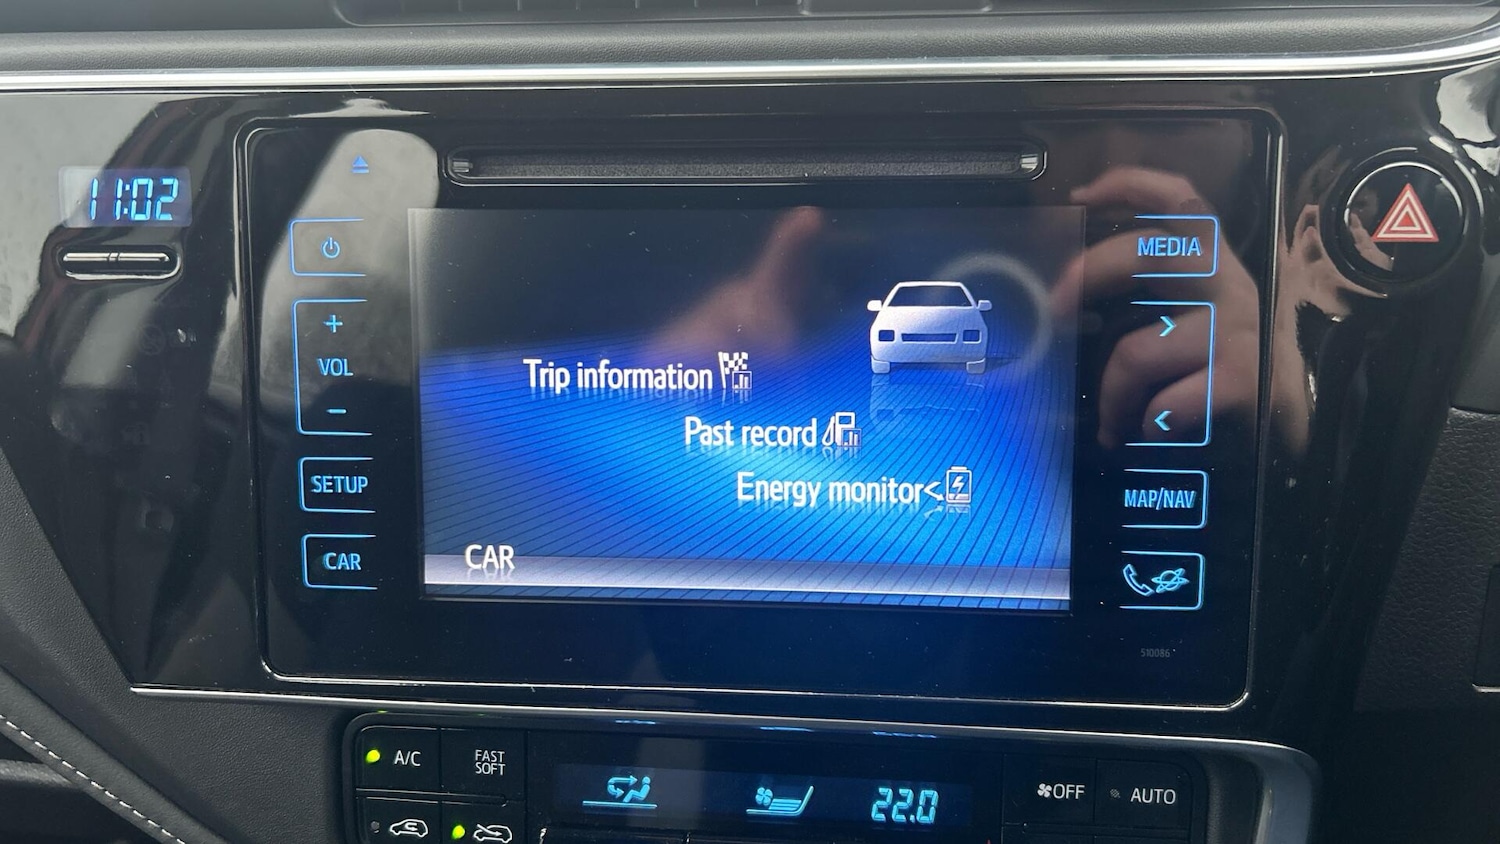 11:02
MEDIA
+
VOL
-
Trip information
Past record
Energy monitor
SETUP
MAP/NAV
CAR
CAR
510086
A/C
FAST
SOFT
22.0
OFF
AUTO